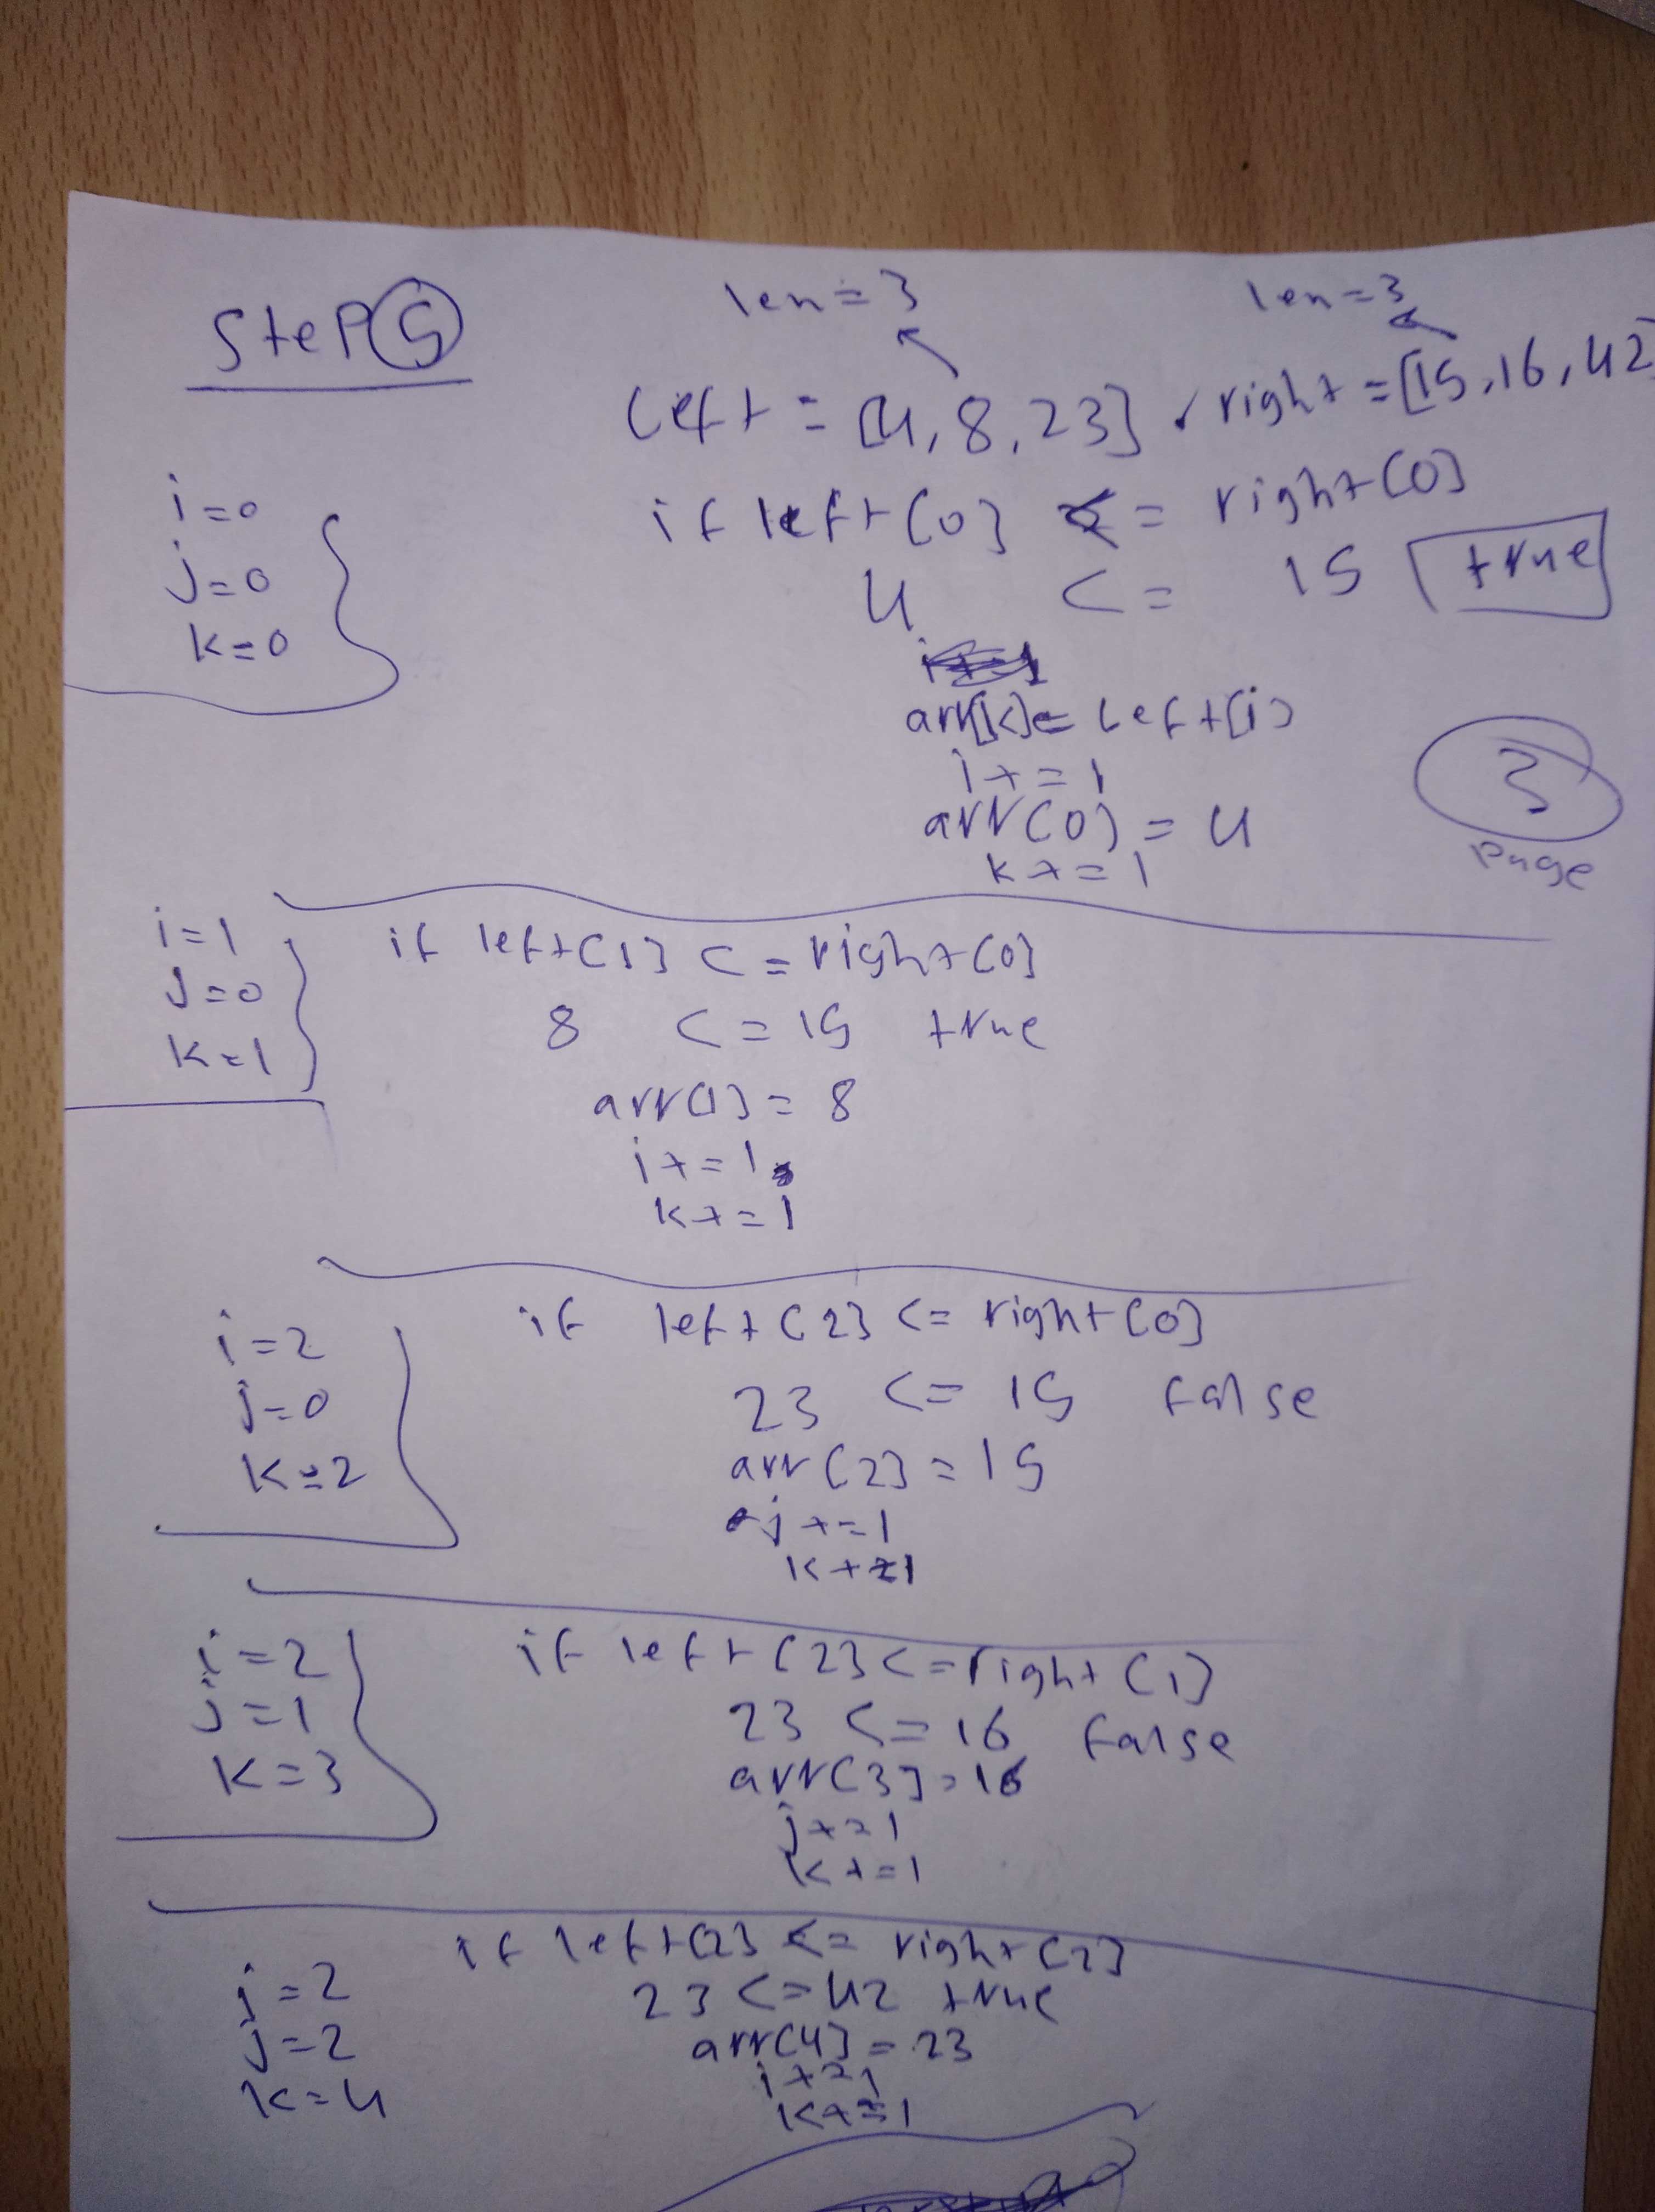 Step 5
len = 3
len = 3
left = [4, 8, 23], right = [15, 16, 42]
i = 0
j = 0
k = 0
if left[0] <= right[0]
4 <= 15 true
arr[k] = left[i]
i += 1
arr[0] = 4
k += 1
3
page
i = 1
j = 0
k = 1
if left[1] <= right[0]
8 <= 15 true
arr[1] = 8
i += 1
k += 1
i = 2
j = 0
k = 2
if left[2] <= right[0]
23 <= 15 false
arr[2] = 15
j += 1
k += 1
i = 2
j = 1
k = 3
if left[2] <= right[1]
23 <= 16 false
arr[3] = 16
j += 1
k += 1
i = 2
j = 2
k = 4
if left[2] <= right[2]
23 <= 42 true
arr[4] = 23
i += 1
k += 1